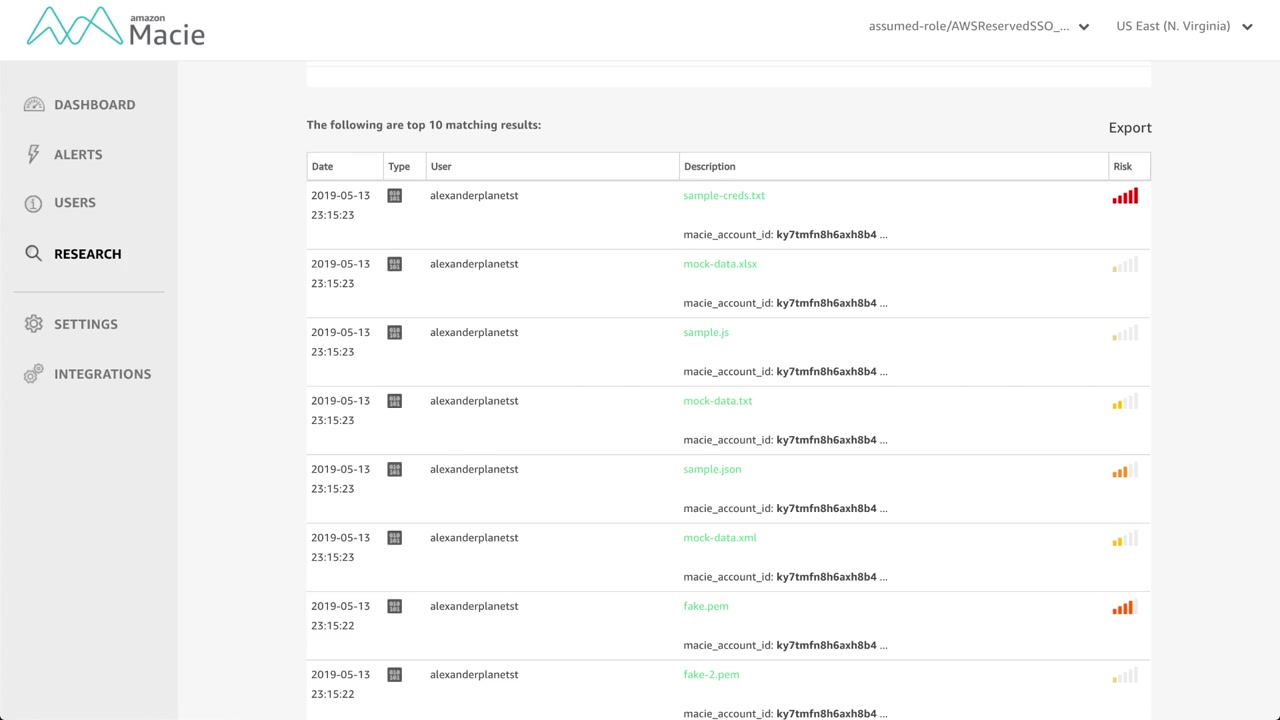 amazon
Macie
assumed-role/AWSReservedSSO_...
US East (N. Virginia)
DASHBOARD
ALERTS
USERS
RESEARCH
SETTINGS
INTEGRATIONS
The following are top 10 matching results:
Export
Date Type User Description Risk
2019-05-13 alexanderplanetst sample-creds.txt
23:15:23
macie_account_id: ky7tmfn8h6axh8b4 ...
2019-05-13 alexanderplanetst mock-data.xlsx
23:15:23
macie_account_id: ky7tmfn8h6axh8b4 ...
2019-05-13 alexanderplanetst sample.js
23:15:23
macie_account_id: ky7tmfn8h6axh8b4 ...
2019-05-13 alexanderplanetst mock-data.txt
23:15:23
macie_account_id: ky7tmfn8h6axh8b4 ...
2019-05-13 alexanderplanetst sample.json
23:15:23
macie_account_id: ky7tmfn8h6axh8b4 ...
2019-05-13 alexanderplanetst mock-data.xml
23:15:23
macie_account_id: ky7tmfn8h6axh8b4 ...
2019-05-13 alexanderplanetst fake.pem
23:15:22
macie_account_id: ky7tmfn8h6axh8b4 ...
2019-05-13 alexanderplanetst fake-2.pem
23:15:22
macie_account_id: ky7tmfn8h6axh8b4 ...